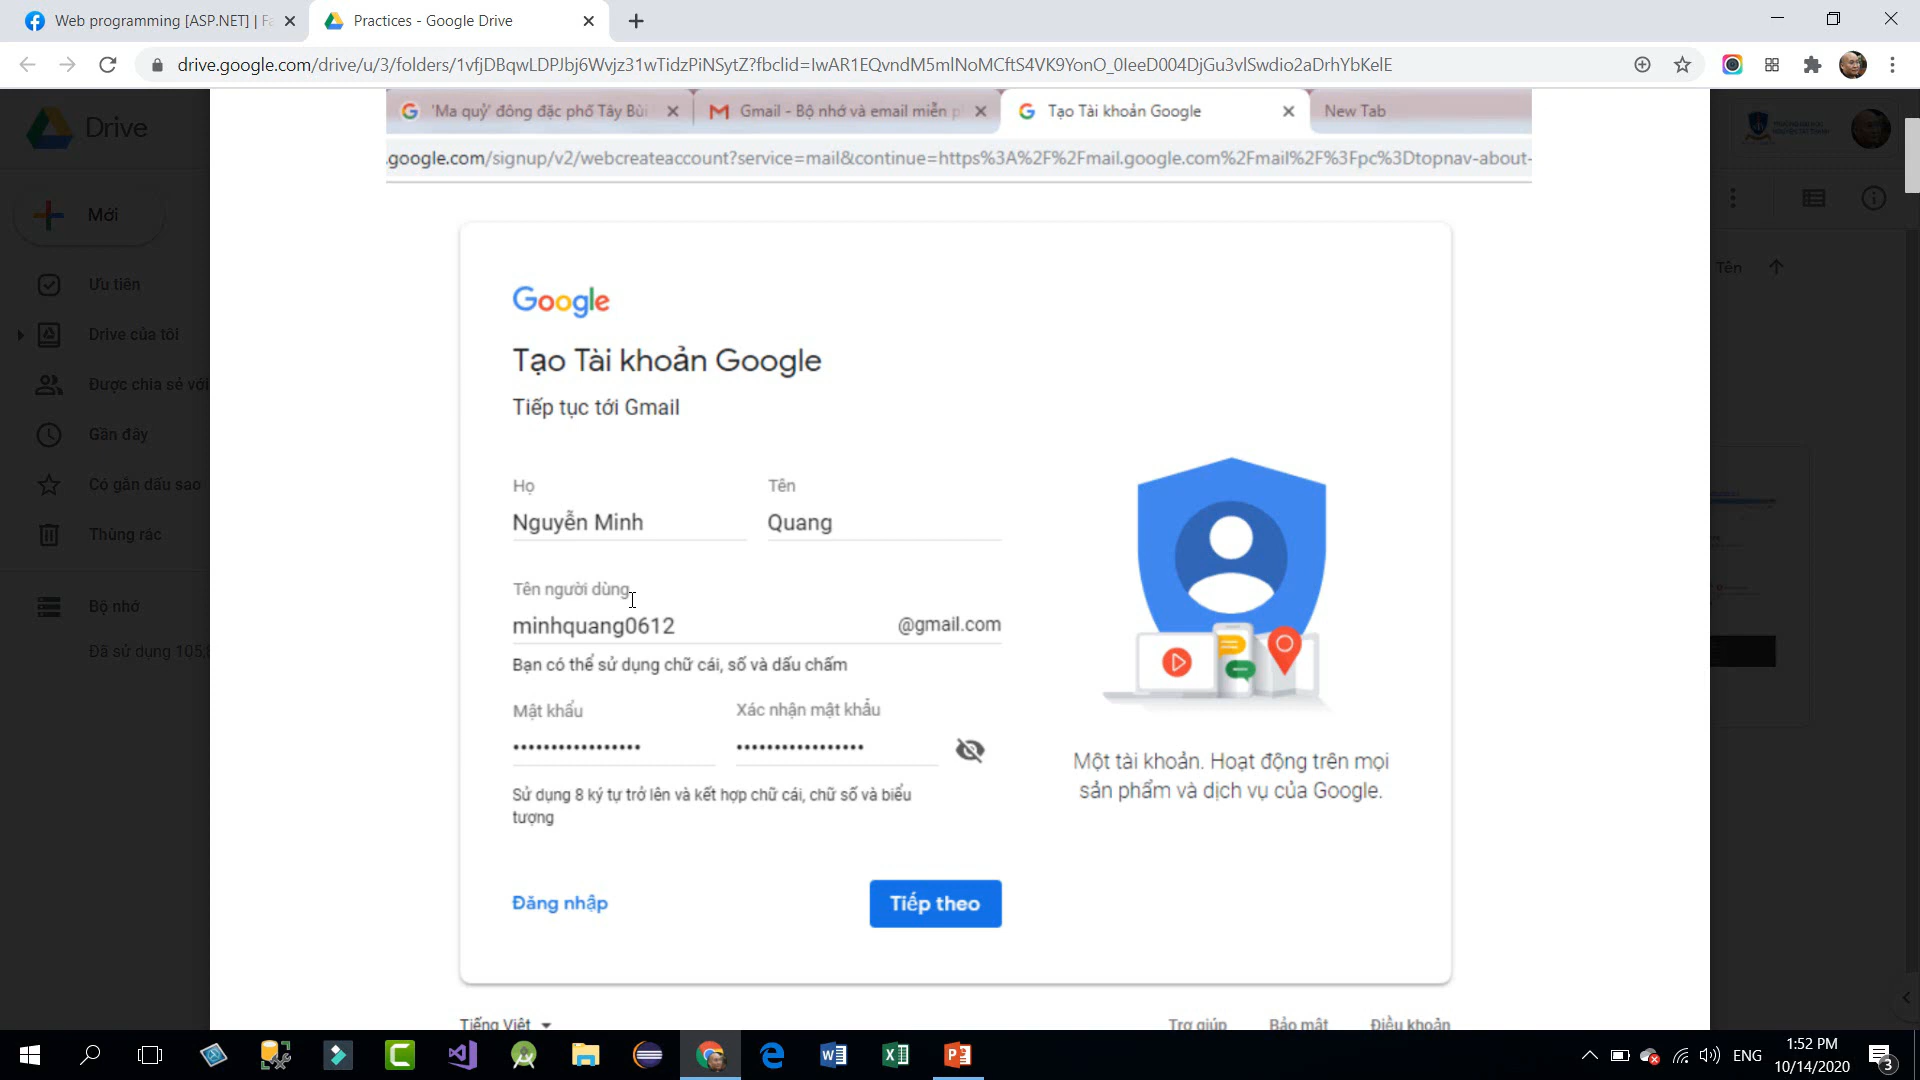 Web programming [ASP.NET] | Fa
Practices - Google Drive
drive.google.com/drive/u/3/folders/1vfjDBqwLDPJbj6Wvjz31wTidzPiNSytZ?fbclid=IwAR1EQvndM5mlNoMCftS4VK9YonO_0IeeD004DjGu3vlSwdio2aDrhYbKelE
'Ma quỷ' đông đặc phố Tây Bùi
Gmail - Bộ nhớ và email miễn p
Tạo Tài khoản Google
New Tab
Drive
.google.com/signup/v2/webcreateaccount?service=mail&continue=https%3A%2F%2Fmail.google.com%2Fmail%2F%3Fpc%3Dtopnav-about-
Mới
Tên
Ưu tiên
Drive của tôi
Được chia sẻ với
Gần đây
Có gắn dấu sao
Thùng rác
Bộ nhớ
Đã sử dụng 105,8
Google
Tạo Tài khoản Google
Tiếp tục tới Gmail
Họ
Tên
Nguyễn Minh
Quang
Tên người dùng
minhquang0612
@gmail.com
Bạn có thể sử dụng chữ cái, số và dấu chấm
Mật khẩu
Xác nhận mật khẩu
•••••••••••••••••
•••••••••••••••••
Sử dụng 8 ký tự trở lên và kết hợp chữ cái, chữ số và biểu
tượng
Một tài khoản. Hoạt động trên mọi
sản phẩm và dịch vụ của Google.
Đăng nhập
Tiếp theo
Tiếng Việt
Trợ giúp
Bảo mật
Điều khoản
ENG
1:52 PM
10/14/2020
3